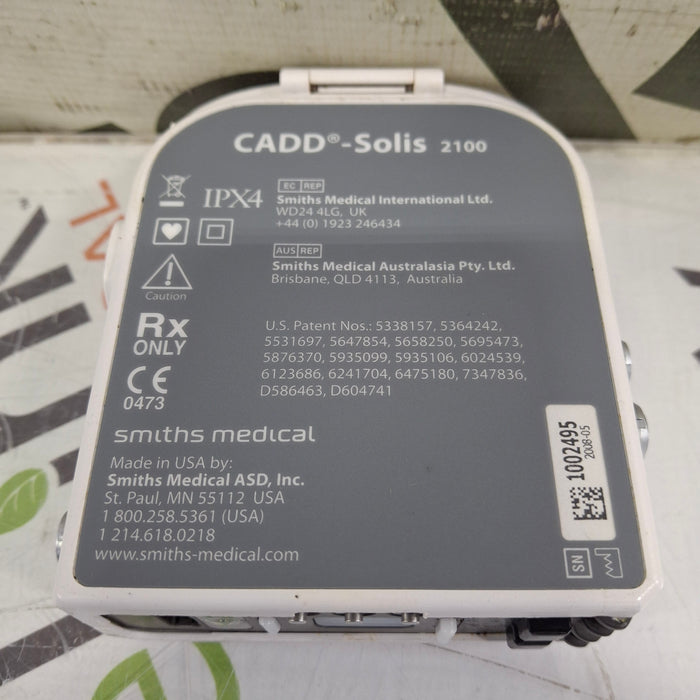 CADD®-Solis 2100
IPX4
EC REP
Smiths Medical International Ltd.
WD24 4LG, UK
+44 (0) 1923 246434
AUS REP
Smiths Medical Australasia Pty. Ltd.
Brisbane, QLD 4113, Australia
Caution
Rx
ONLY
CE
0473
U.S. Patent Nos.: 5338157, 5364242,
5531697, 5647854, 5658250, 5695473,
5876370, 5935099, 5935106, 6024539,
6123686, 6241704, 6475180, 7347836,
D586463, D604741
smiths medical
Made in USA by:
Smiths Medical ASD, Inc.
St. Paul, MN 55112 USA
1 800.258.5361 (USA)
1 214.618.0218
www.smiths-medical.com
1002495
2008-05
SN